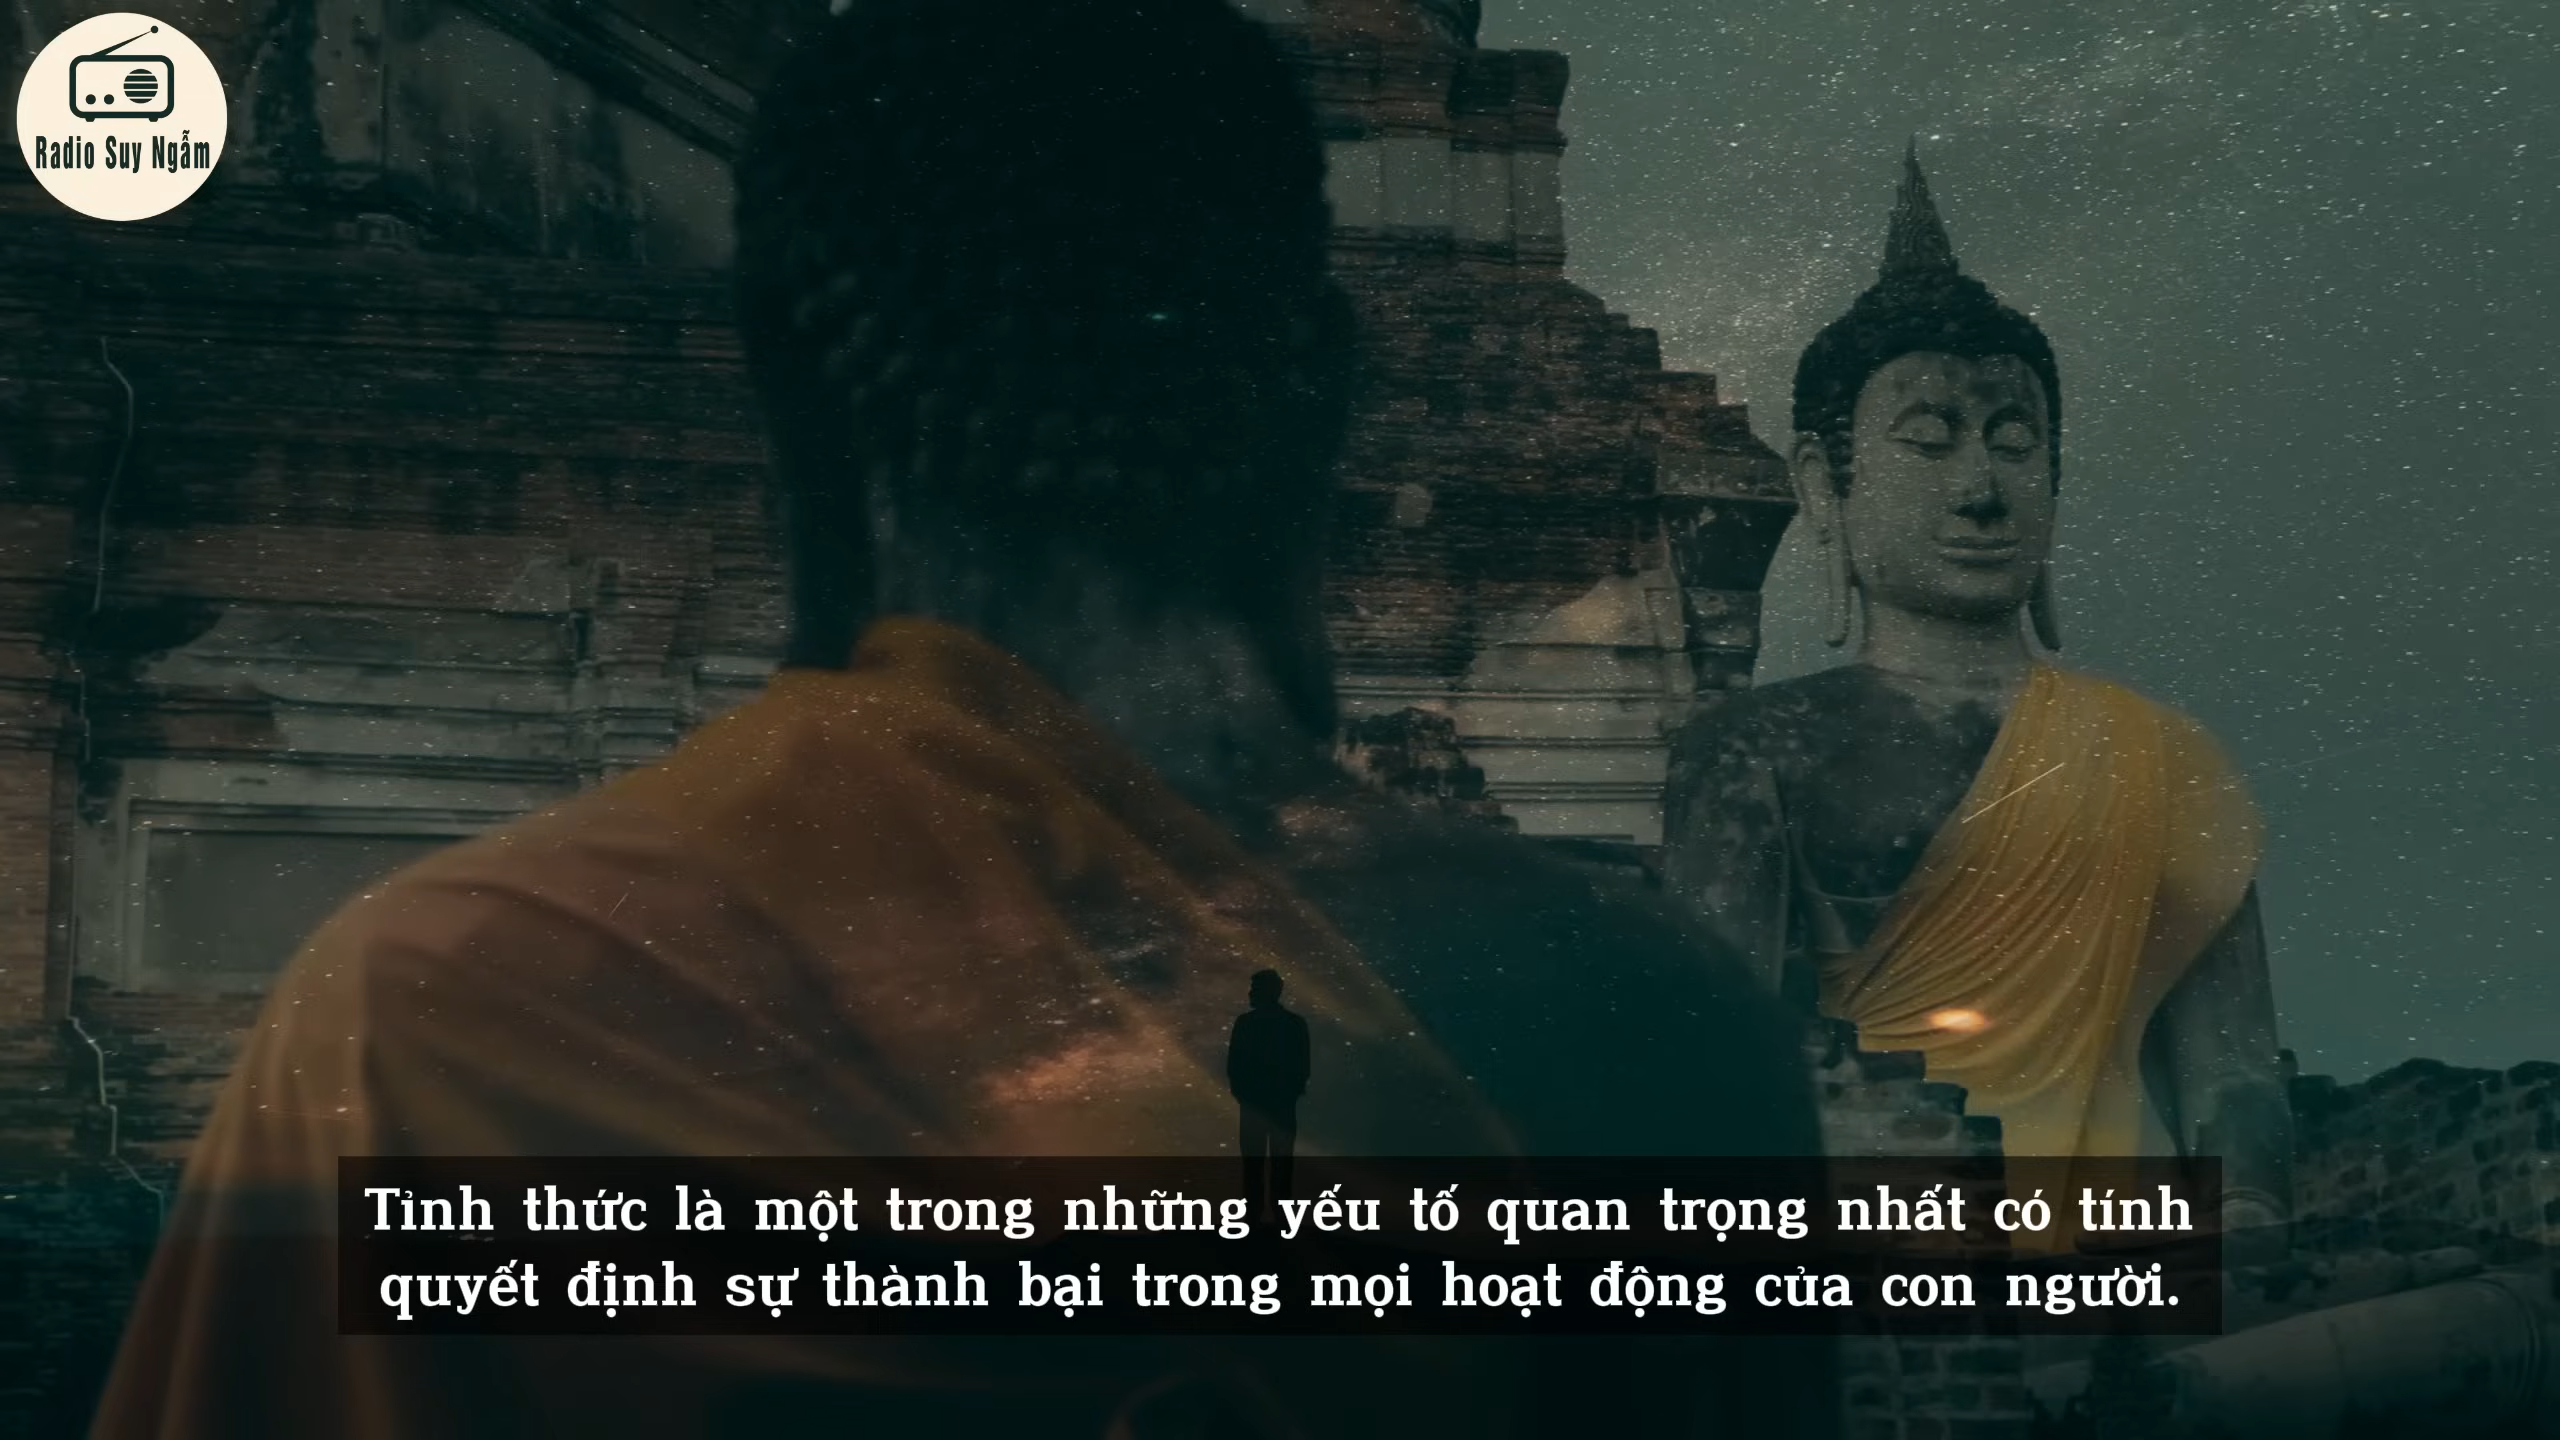 Radio Suy Ngẫm
Tỉnh thức là một trong những yếu tố quan trọng nhất có tính
quyết định sự thành bại trong mọi hoạt động của con người.